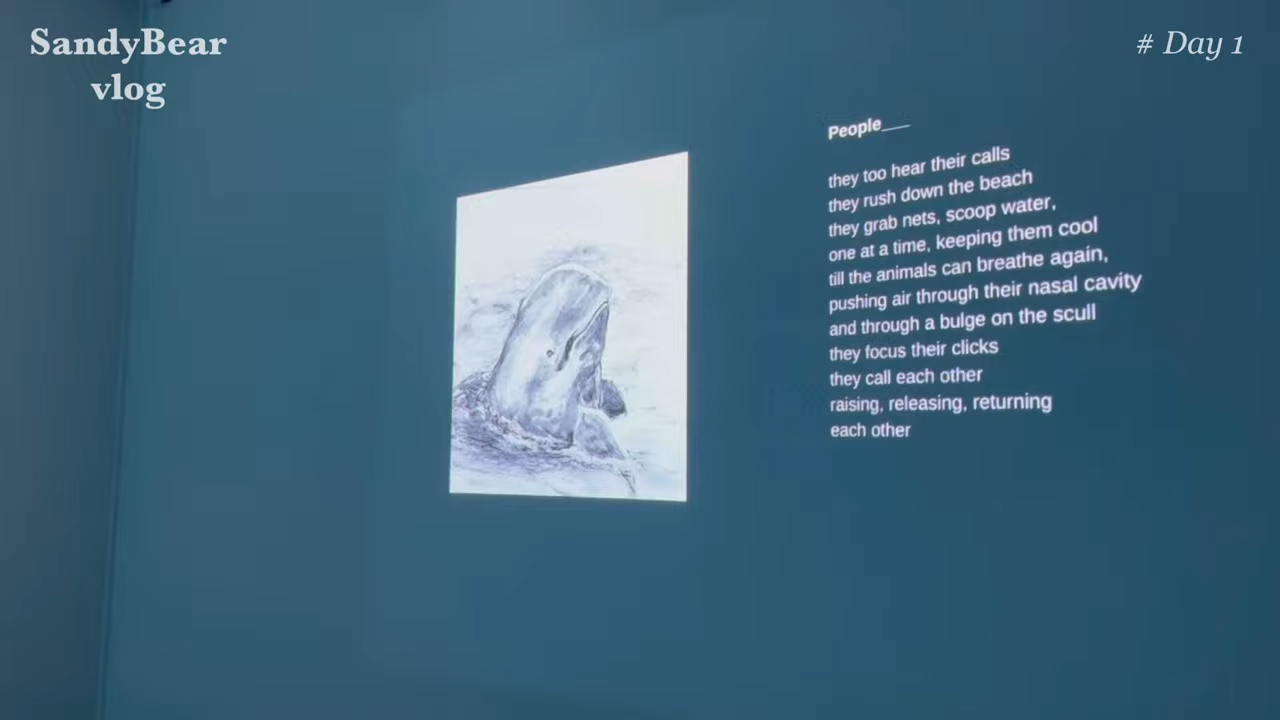 SandyBear
vlog
# Day 1
People__
they too hear their calls
they rush down the beach
they grab nets, scoop water,
one at a time, keeping them cool
till the animals can breathe again,
pushing air through their nasal cavity
and through a bulge on the scull
they focus their clicks
they call each other
raising, releasing, returning
each other